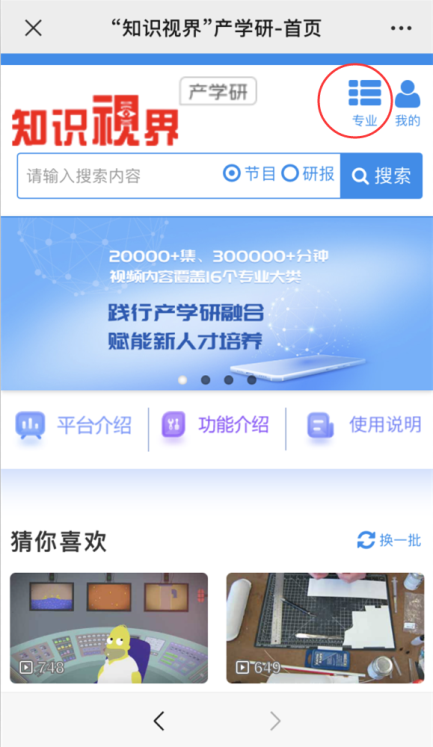 “知识视界”产学研-首页
知识视界
产学研
专业
我的
请输入搜索内容
节目
研报
搜索
20000+集、300000+分钟
视频内容覆盖16个专业大类
践行产学研融合
赋能新人才培养
平台介绍
功能介绍
使用说明
猜你喜欢
换一批
748
649